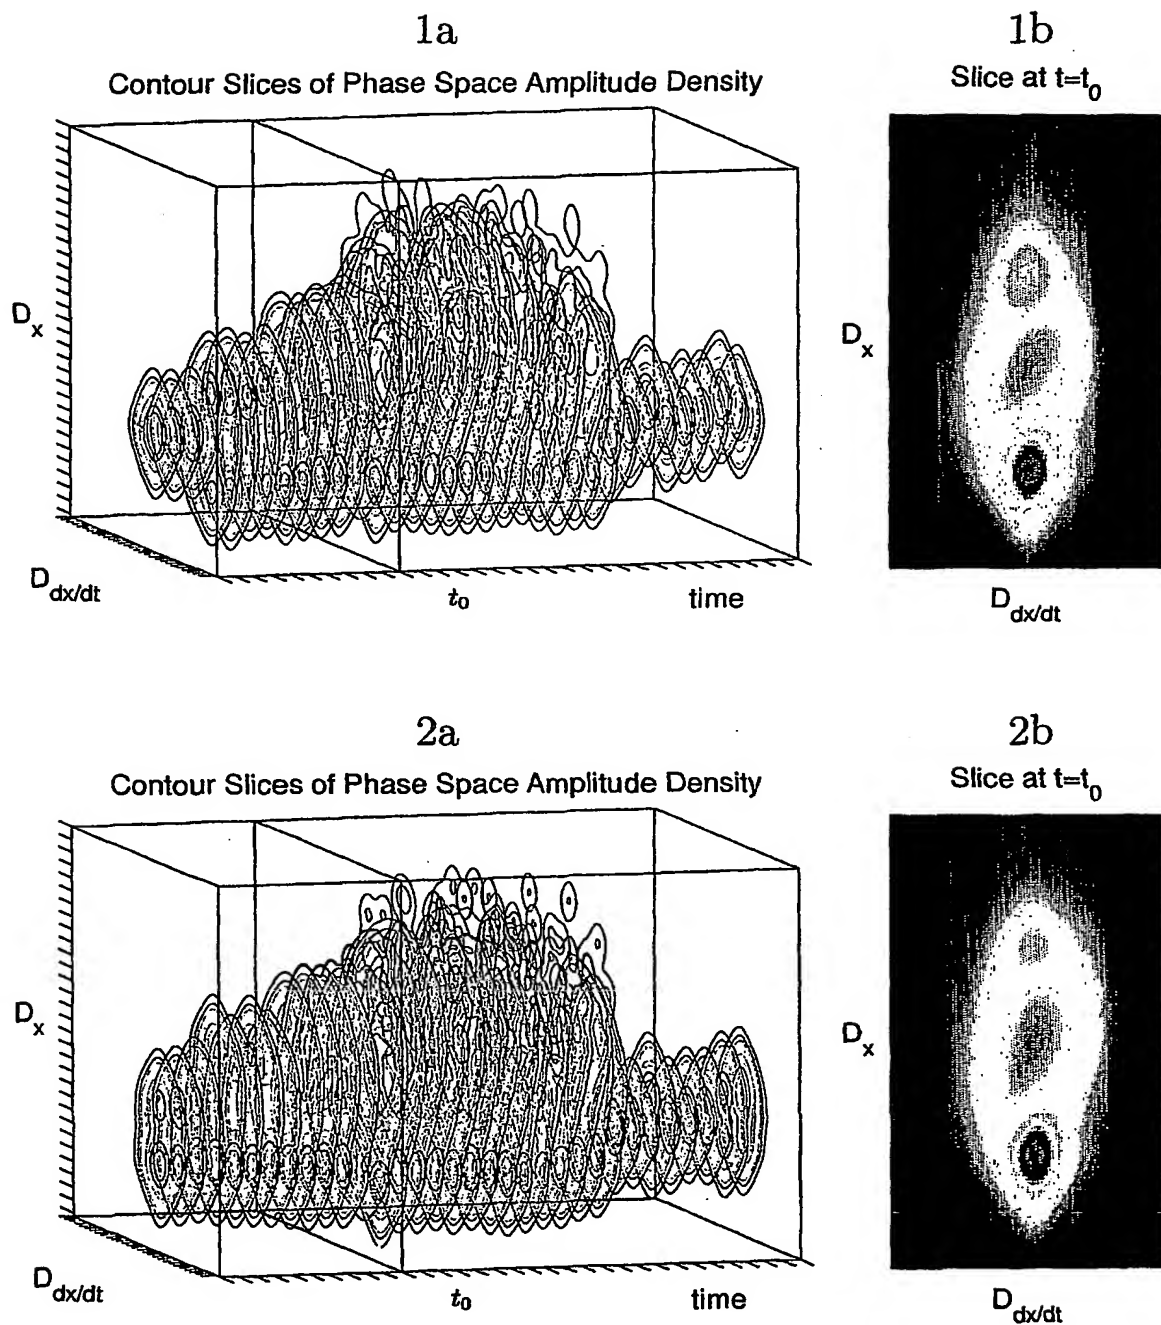 1a
Contour Slices of Phase Space Amplitude Density
D_x
D_dx/dt
t_0
time
1b
Slice at t=t_0
D_x
D_dx/dt
2a
Contour Slices of Phase Space Amplitude Density
D_x
D_dx/dt
t_0
time
2b
Slice at t=t_0
D_x
D_dx/dt